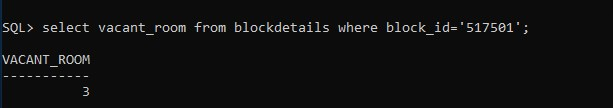 SQL> select vacant_room from blockdetails where block_id='517501';
VACANT_ROOM
-----------
3